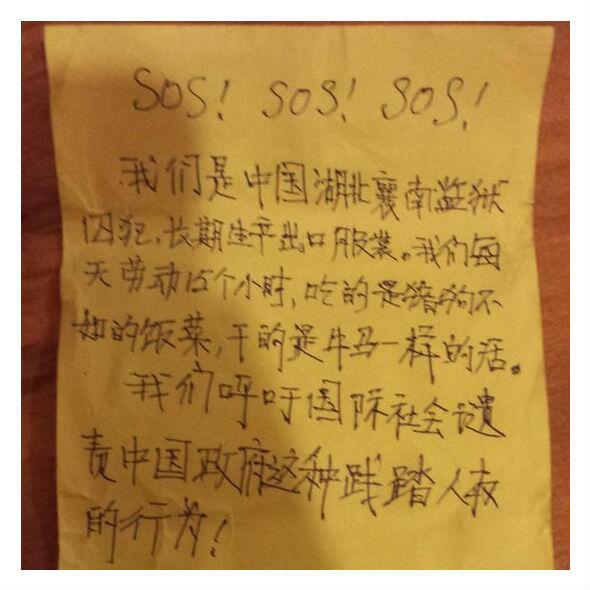 SOS! SOS! SOS!
我们是中国湖北襄南监狱
囚犯,长期生产出口服装。我们每
天劳动15个小时,吃的是猪狗不
如的饭菜,干的是牛马一样的活。
我们呼吁国际社会谴
责中国政府这种践踏人权
的行为!